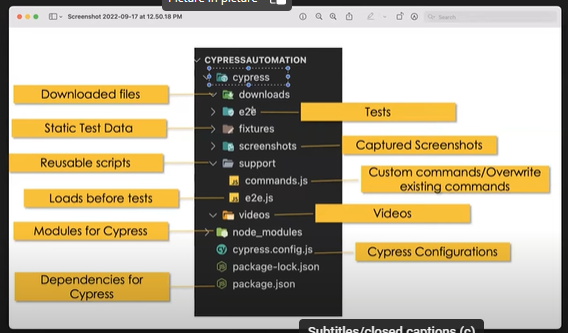 Picture in picture
Screenshot 2022-09-17 at 12.50.18 PM
Search
CYPRESSAUTOMATION
cypress
Downloaded files
downloads
e2e
Tests
Static Test Data
fixtures
screenshots
Captured Screenshots
Reusable scripts
support
commands.js
Custom commands/Overwrite
existing commands
Loads before tests
e2e.js
videos
Videos
Modules for Cypress
node_modules
cypress.config.js
Cypress Configurations
package-lock.json
Dependencies for
Cypress
package.json
Subtitles/closed captions (c)